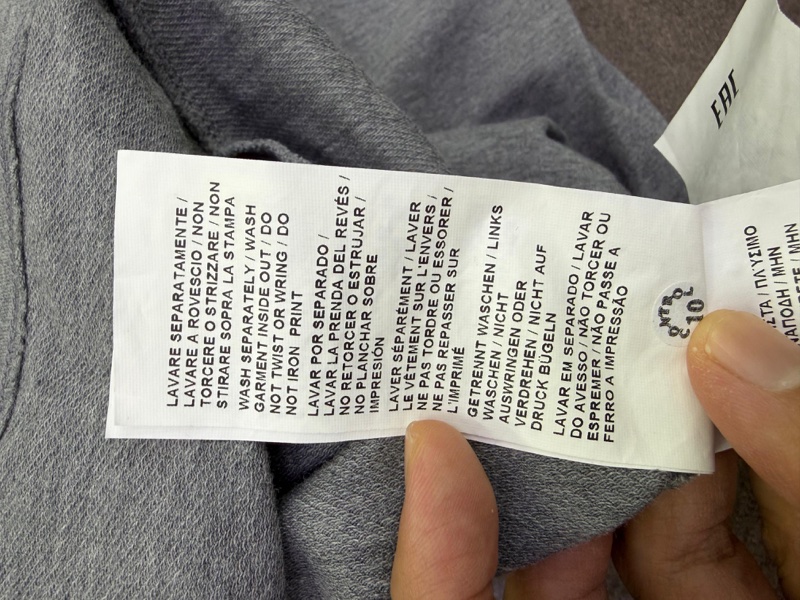 LAVARE SEPARATAMENTE /
LAVARE A ROVESCIO / NON
TORCERE O STRIZZARE / NON
STIRARE SOPRA LA STAMPA
WASH SEPARATELY / WASH
GARMENT INSIDE OUT / DO
NOT TWIST OR WRING / DO
NOT IRON PRINT
LAVAR POR SEPARADO /
LAVAR LA PRENDA DEL REVÉS /
NO RETORCER O ESTRUJAR /
NO PLANCHAR SOBRE
IMPRESIÓN
LAVER SÉPARÉMENT / LAVER
LE VÊTEMENT SUR L'ENVERS /
NE PAS TORDRE OU ESSORER /
NE PAS REPASSER SUR
L'IMPRIMÉ
GETRENNT WASCHEN / LINKS
WASCHEN / NICHT
AUSWRINGEN ODER
VERDREHEN / NICHT AUF
DRUCK BÜGELN
LAVAR EM SEPARADO / LAVAR
DO AVESSO / NÃO TORCER OU
ESPREMER / NÃO PASSE A
FERRO A IMPRESSÃO
10
EAC
/ ΜΗΝ
/ ΜΗΝ